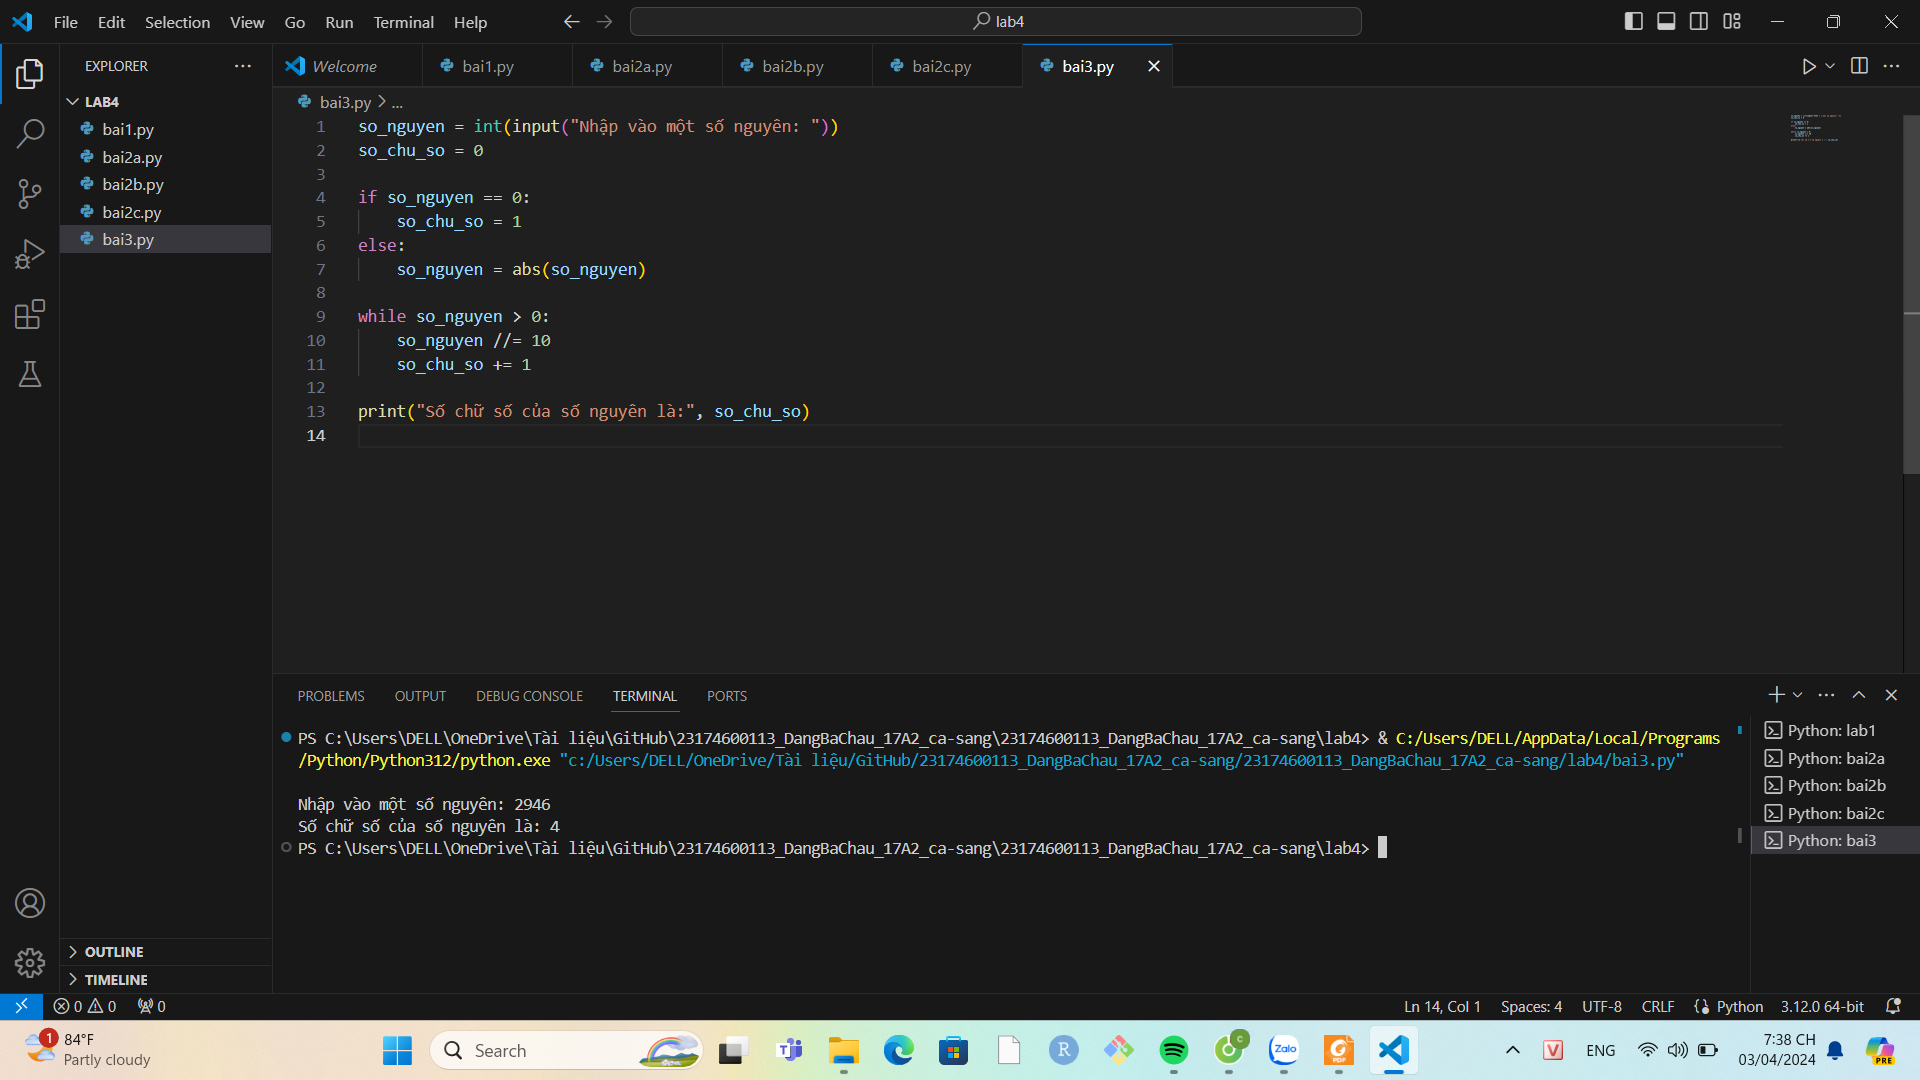 File Edit Selection View Go Run Terminal Help
lab4
EXPLORER
LAB4
bai1.py
bai2a.py
bai2b.py
bai2c.py
bai3.py
OUTLINE
TIMELINE
Welcome bai1.py bai2a.py bai2b.py bai2c.py bai3.py
bai3.py > ...
1 so_nguyen = int(input("Nhập vào một số nguyên: "))
2 so_chu_so = 0
3
4 if so_nguyen == 0:
5     so_chu_so = 1
6 else:
7     so_nguyen = abs(so_nguyen)
8
9 while so_nguyen > 0:
10     so_nguyen //= 10
11     so_chu_so += 1
12
13 print("Số chữ số của số nguyên là:", so_chu_so)
14
PROBLEMS OUTPUT DEBUG CONSOLE TERMINAL PORTS
PS C:\Users\DELL\OneDrive\Tài liệu\GitHub\23174600113_DangBaChau_17A2_ca-sang\23174600113_DangBaChau_17A2_ca-sang\lab4> & C:/Users/DELL/AppData/Local/Programs
/Python/Python312/python.exe "c:/Users/DELL/OneDrive/Tài liệu/GitHub/23174600113_DangBaChau_17A2_ca-sang/23174600113_DangBaChau_17A2_ca-sang/lab4/bai3.py"
Nhập vào một số nguyên: 2946
Số chữ số của số nguyên là: 4
PS C:\Users\DELL\OneDrive\Tài liệu\GitHub\23174600113_DangBaChau_17A2_ca-sang\23174600113_DangBaChau_17A2_ca-sang\lab4>
Python: lab1
Python: bai2a
Python: bai2b
Python: bai2c
Python: bai3
0 0 0
Ln 14, Col 1 Spaces: 4 UTF-8 CRLF Python 3.12.0 64-bit
1
84°F
Partly cloudy
Search
T
R
C
Zalo
PDF
V
ENG
7:38 CH
03/04/2024
PRE